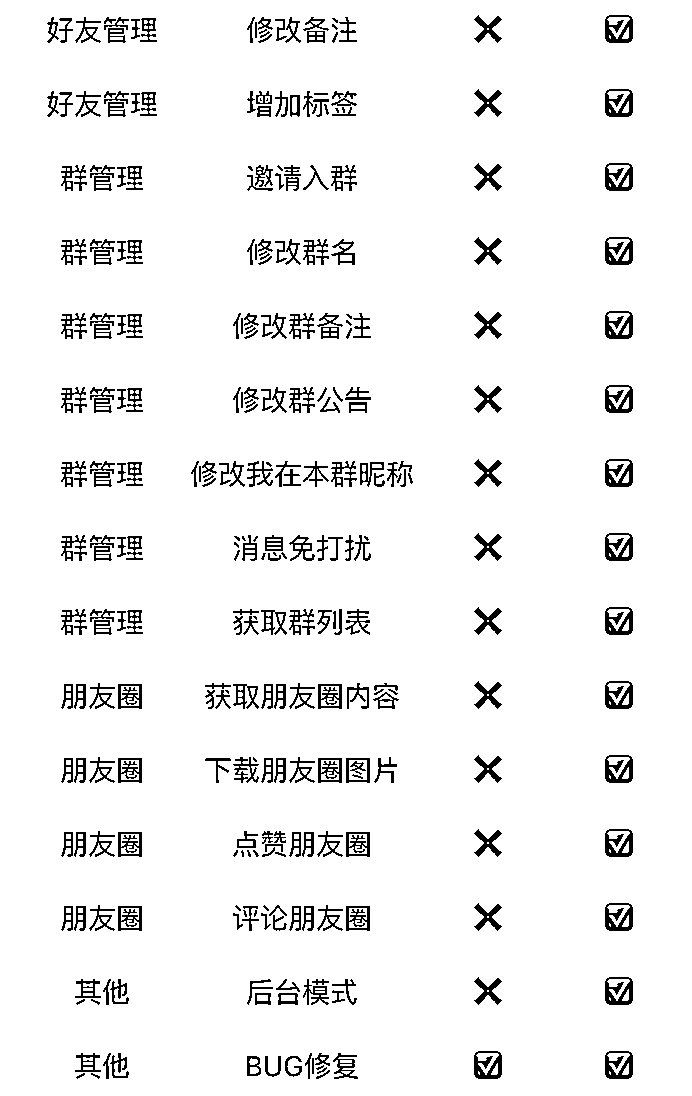 好友管理 修改备注 ❌ ✅
好友管理 增加标签 ❌ ✅
群管理 邀请入群 ❌ ✅
群管理 修改群名 ❌ ✅
群管理 修改群备注 ❌ ✅
群管理 修改群公告 ❌ ✅
群管理 修改我在本群昵称 ❌ ✅
群管理 消息免打扰 ❌ ✅
群管理 获取群列表 ❌ ✅
朋友圈 获取朋友圈内容 ❌ ✅
朋友圈 下载朋友圈图片 ❌ ✅
朋友圈 点赞朋友圈 ❌ ✅
朋友圈 评论朋友圈 ❌ ✅
其他 后台模式 ❌ ✅
其他 BUG修复 ✅ ✅